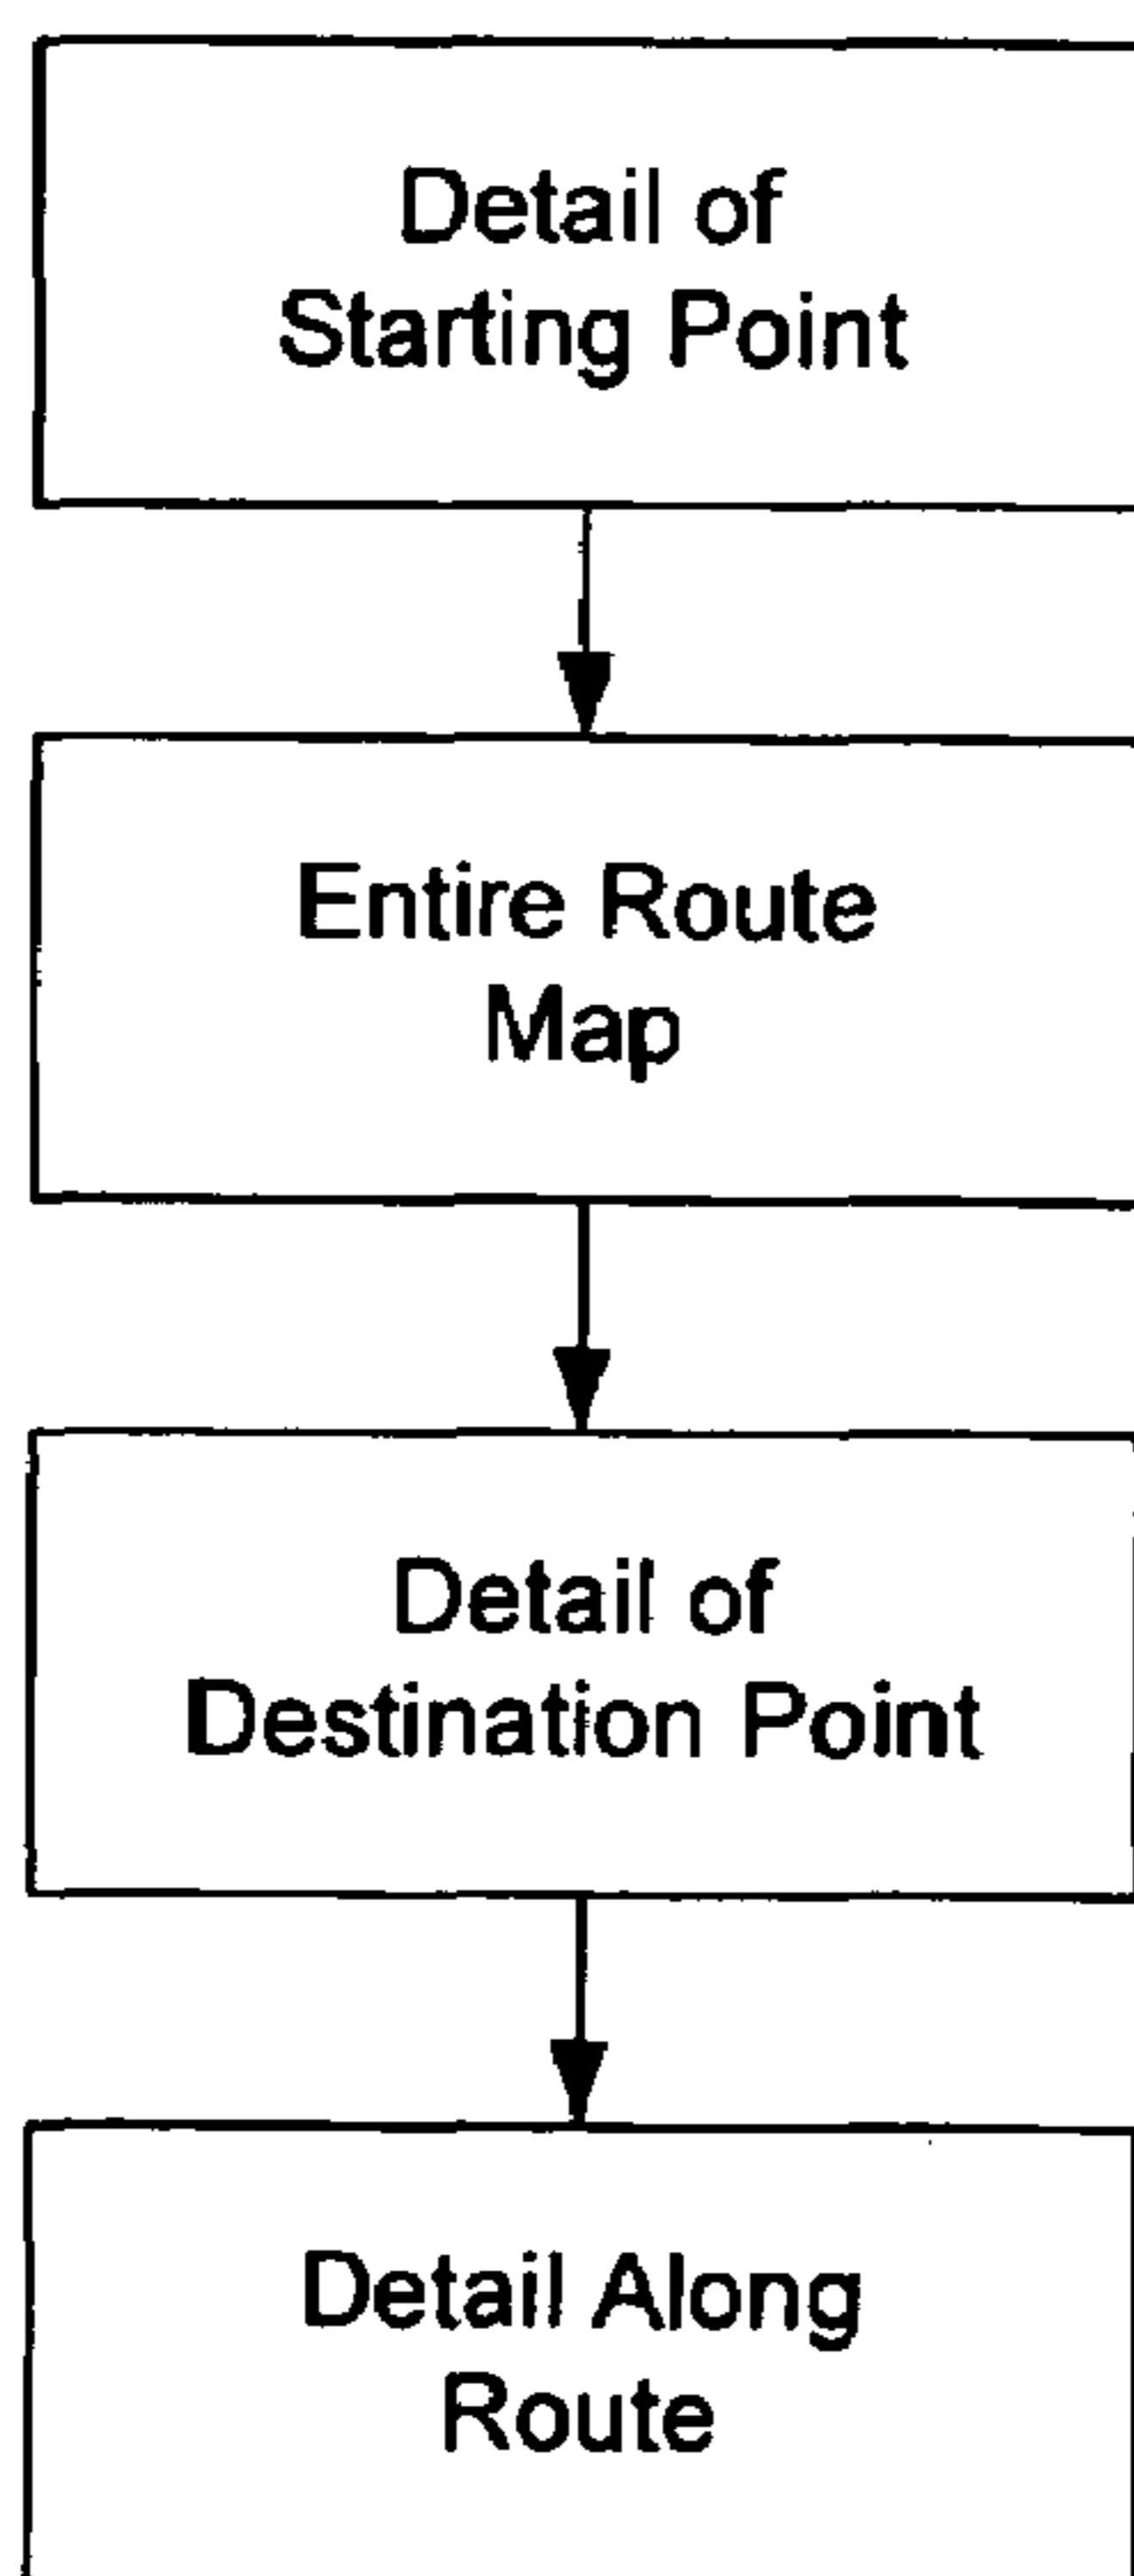 Detail of
Starting Point
Entire Route
Map
Detail of
Destination Point
Detail Along
Route